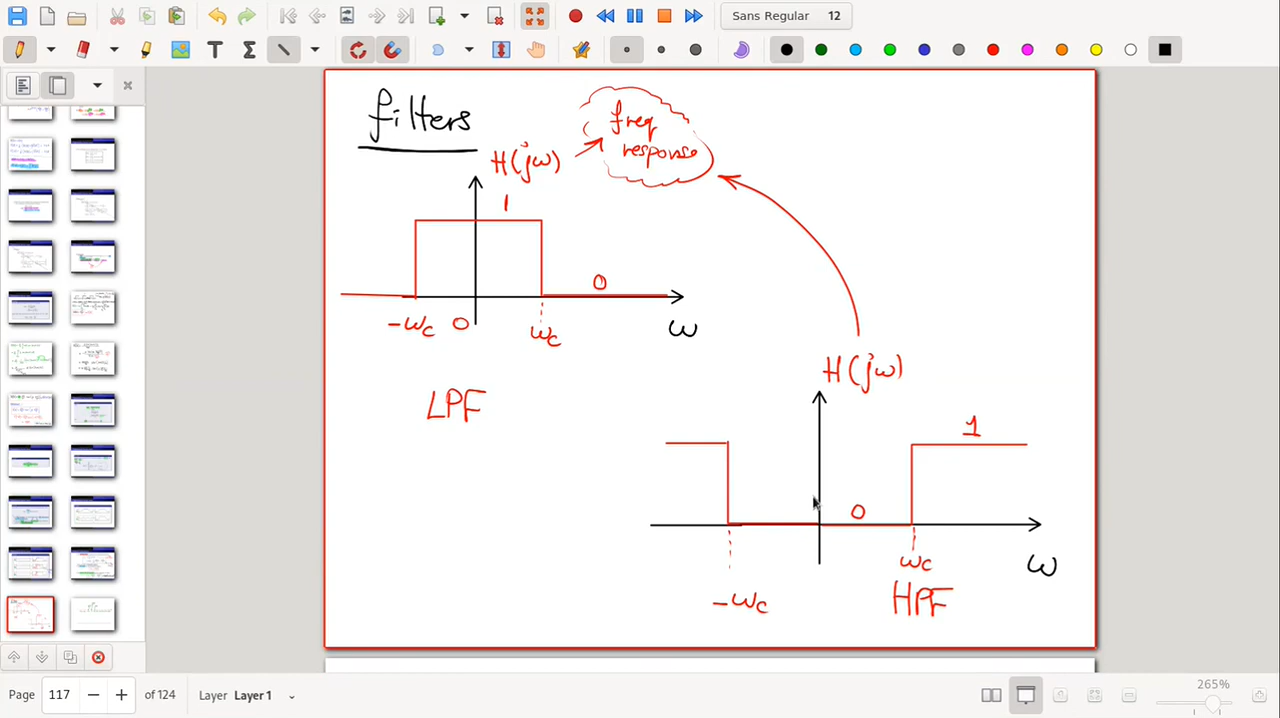 Sans Regular 12
filters
freq
response
H(jω)
1
0
-ωc 0 ωc
ω
LPF
H(jω)
1
0
ωc
ω
-ωc
HPF
Page 117 of 124 Layer Layer 1
265%